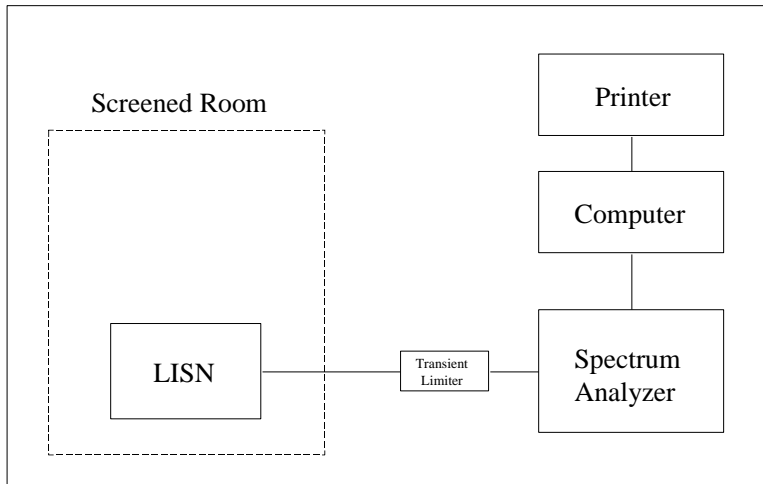 Screened Room
Printer
Computer
LISN
Transient
Limiter
Spectrum
Analyzer